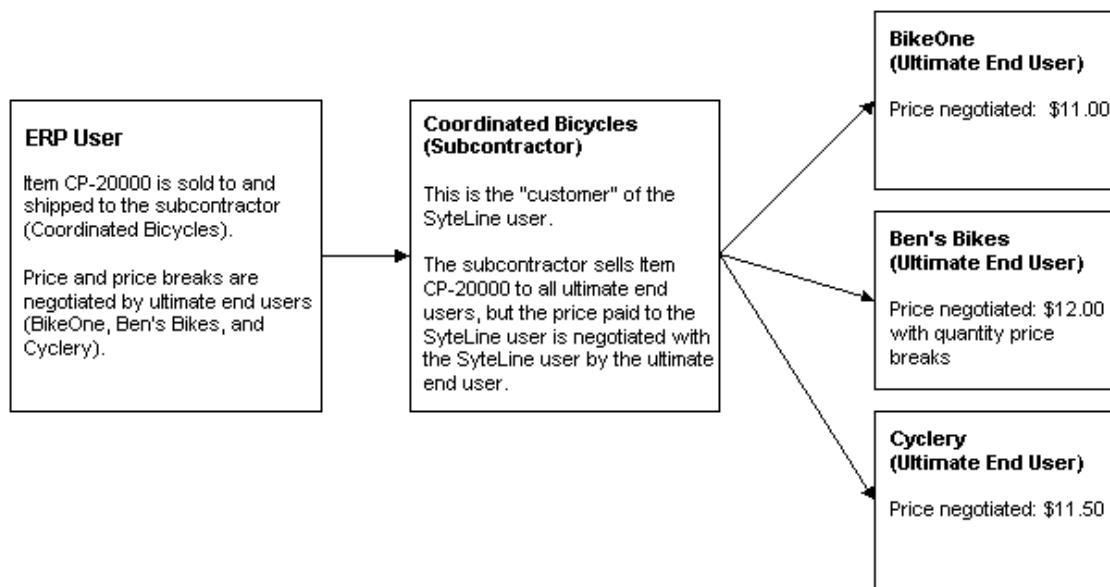 ERP User
Item CP-20000 is sold to and
shipped to the subcontractor
(Coordinated Bicycles).
Price and price breaks are
negotiated by ultimate end users
(BikeOne, Ben's Bikes, and
Cyclery).
Coordinated Bicycles
(Subcontractor)
This is the "customer" of the
SyteLine user.
The subcontractor sells Item
CP-20000 to all ultimate end
users, but the price paid to the
SyteLine user is negotiated with
the SyteLine user by the ultimate
end user.
BikeOne
(Ultimate End User)
Price negotiated:  $11.00
Ben's Bikes
(Ultimate End User)
Price negotiated: $12.00
with quantity price
breaks
Cyclery
(Ultimate End User)
Price negotiated: $11.50